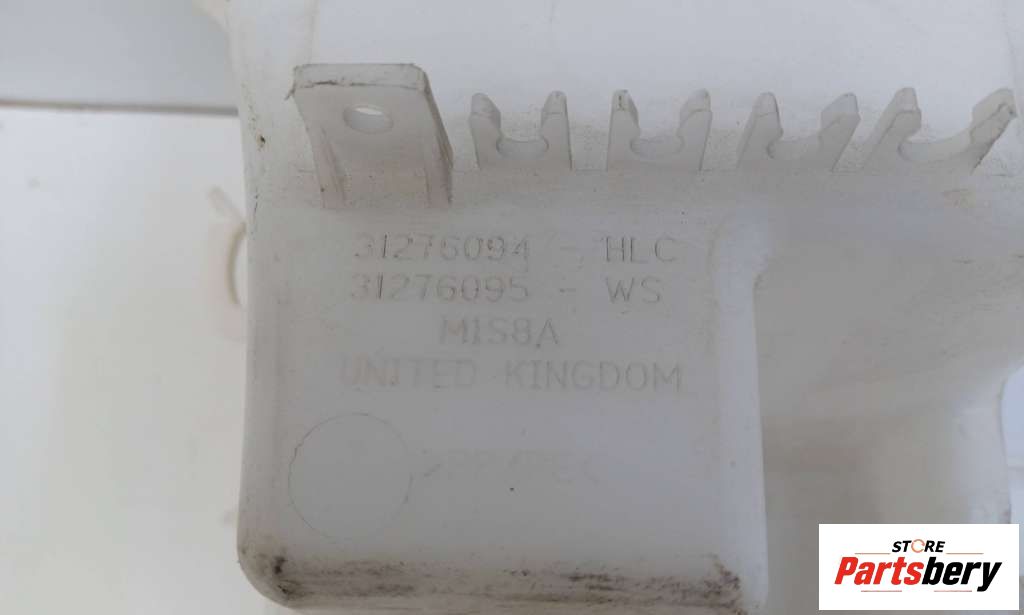 31276094 - HLC
31276095 - WS
M1S8A
UNITED KINGDOM
STORE
Partsbery